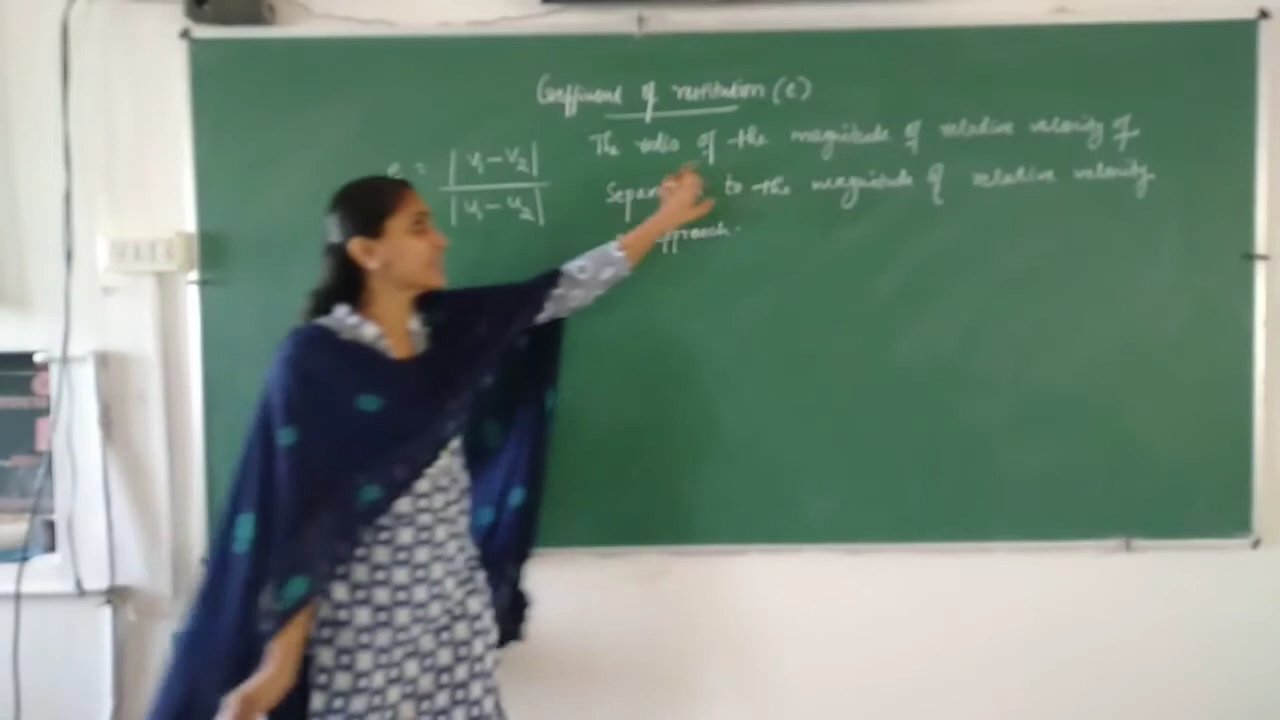 Coefficient of restitution (e)
The ratio of the magnitude of relative velocity of
to the magnitude of relative velocity
approach.
e = |v₁ - v₂|
|u₁ - u₂|